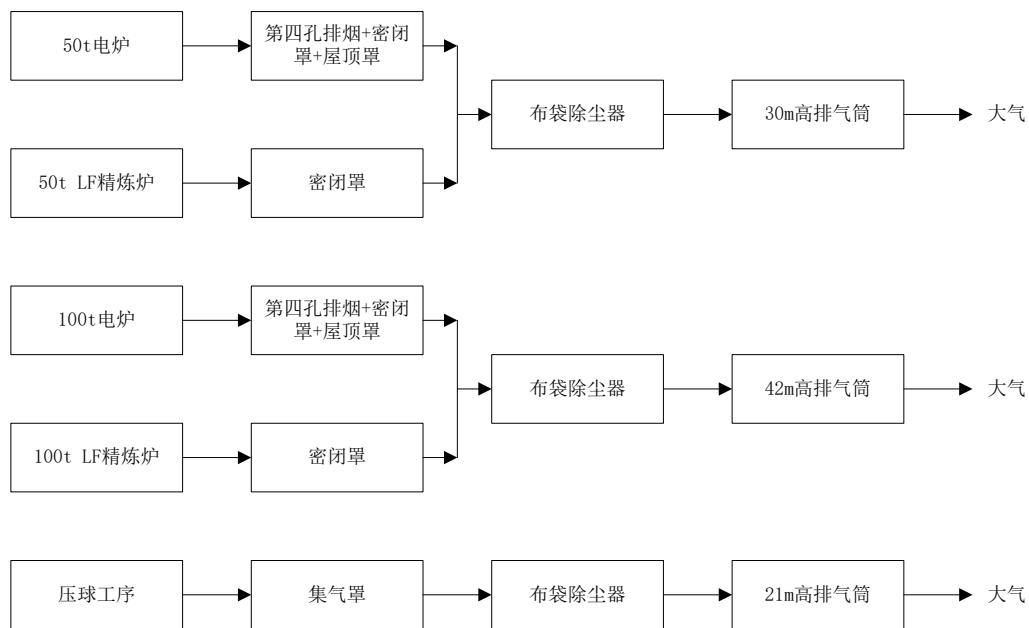 50t电炉
第四孔排烟+密闭
罩+屋顶罩
布袋除尘器
30m高排气筒
大气
50t LF精炼炉
密闭罩
100t电炉
第四孔排烟+密闭
罩+屋顶罩
布袋除尘器
42m高排气筒
大气
100t LF精炼炉
密闭罩
压球工序
集气罩
布袋除尘器
21m高排气筒
大气